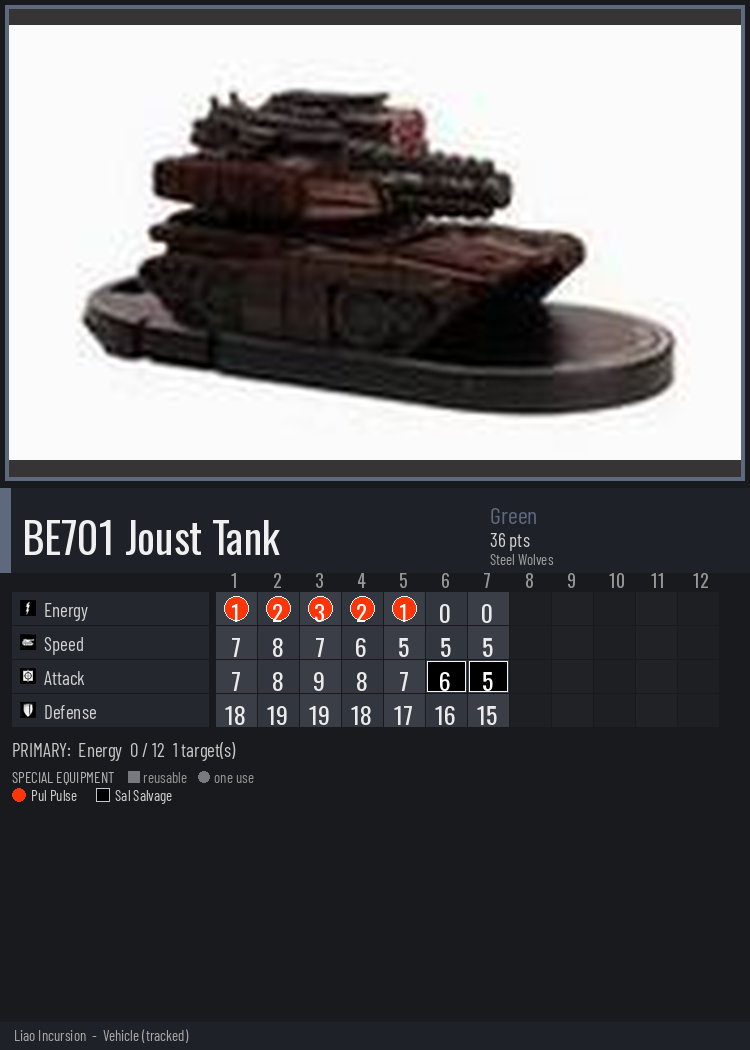 BE701 Joust Tank
Green
36 pts
Steel Wolves
1 2 3 4 5 6 7 8 9 10 11 12
Energy 1 2 3 2 1 0 0
Speed 7 8 7 6 5 5 5
Attack 7 8 9 8 7 6 5
Defense 18 19 19 18 17 16 15
PRIMARY: Energy 0 / 12 1 target(s)
SPECIAL EQUIPMENT reusable one use
Pul Pulse Sal Salvage
Liao Incursion - Vehicle (tracked)